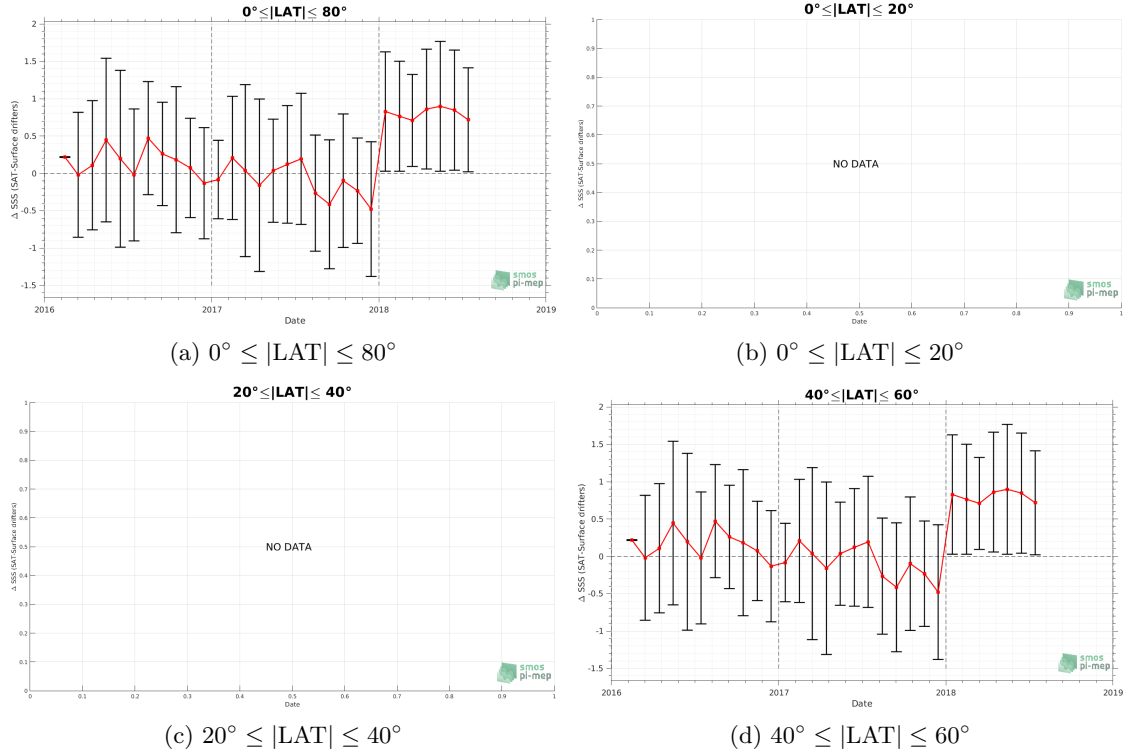 0°≤|LAT|≤ 80°
Δ SSS (SAT-Surface drifters)
2
1.5
1
0.5
0
-0.5
-1
-1.5
2016
2017
2018
2019
Date
smos
pi-mep
(a) 0° ≤ |LAT| ≤ 80°
0°≤|LAT|≤ 20°
Δ SSS (SAT-Surface drifters)
1
0.9
0.8
0.7
0.6
0.5
0.4
0.3
0.2
0.1
0
NO DATA
0
0.1
0.2
0.3
0.4
0.5
0.6
0.7
0.8
0.9
1
Date
smos
pi-mep
(b) 0° ≤ |LAT| ≤ 20°
20°≤|LAT|≤ 40°
Δ SSS (SAT-Surface drifters)
1
0.9
0.8
0.7
0.6
0.5
0.4
0.3
0.2
0.1
0
NO DATA
0
0.1
0.2
0.3
0.4
0.5
0.6
0.7
0.8
0.9
1
Date
smos
pi-mep
(c) 20° ≤ |LAT| ≤ 40°
40°≤|LAT|≤ 60°
Δ SSS (SAT-Surface drifters)
2
1.5
1
0.5
0
-0.5
-1
-1.5
2016
2017
2018
2019
Date
smos
pi-mep
(d) 40° ≤ |LAT| ≤ 60°